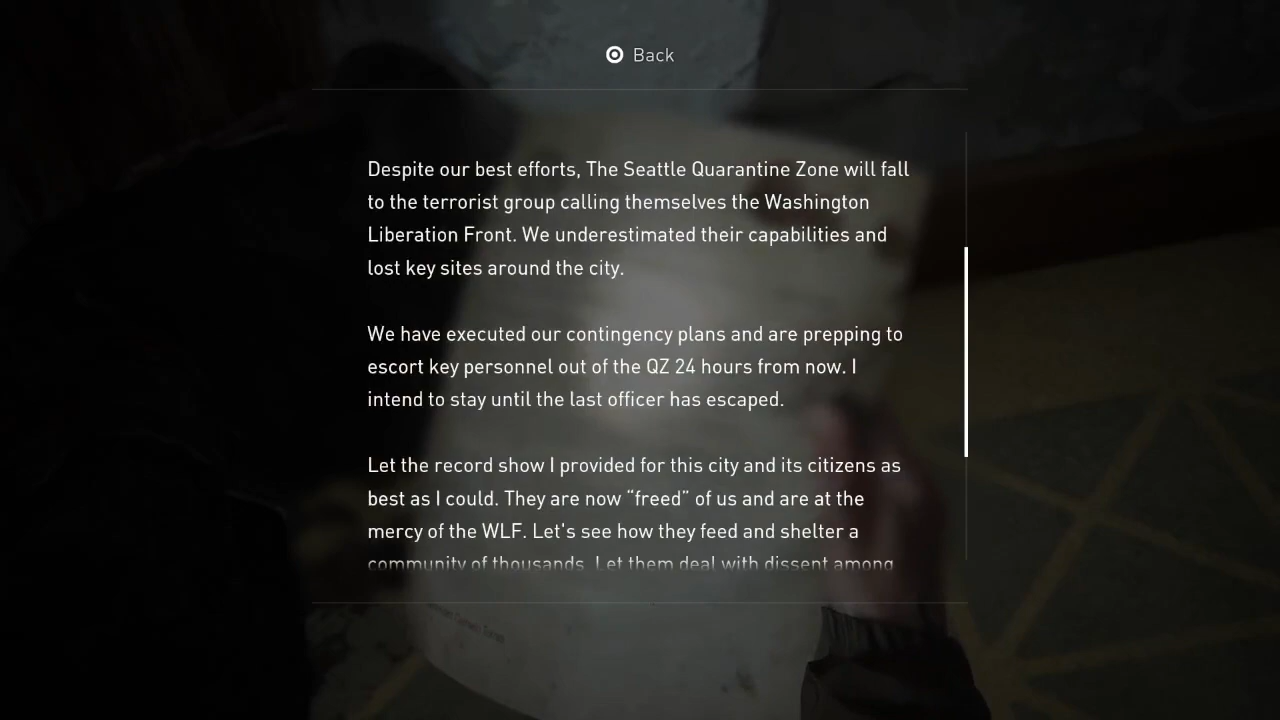 Back
Despite our best efforts, The Seattle Quarantine Zone will fall
to the terrorist group calling themselves the Washington
Liberation Front. We underestimated their capabilities and
lost key sites around the city.
We have executed our contingency plans and are prepping to
escort key personnel out of the QZ 24 hours from now. I
intend to stay until the last officer has escaped.
Let the record show I provided for this city and its citizens as
best as I could. They are now “freed” of us and are at the
mercy of the WLF. Let's see how they feed and shelter a
community of thousands. Let them deal with dissent among